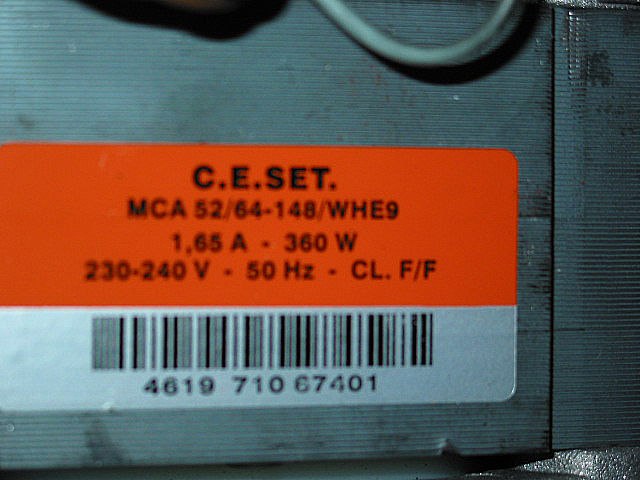 C.E.SET.
MCA 52/64-148/WHE9
1,65 A - 360 W
230-240 V - 50 Hz - CL. F/F
4619 710 67401